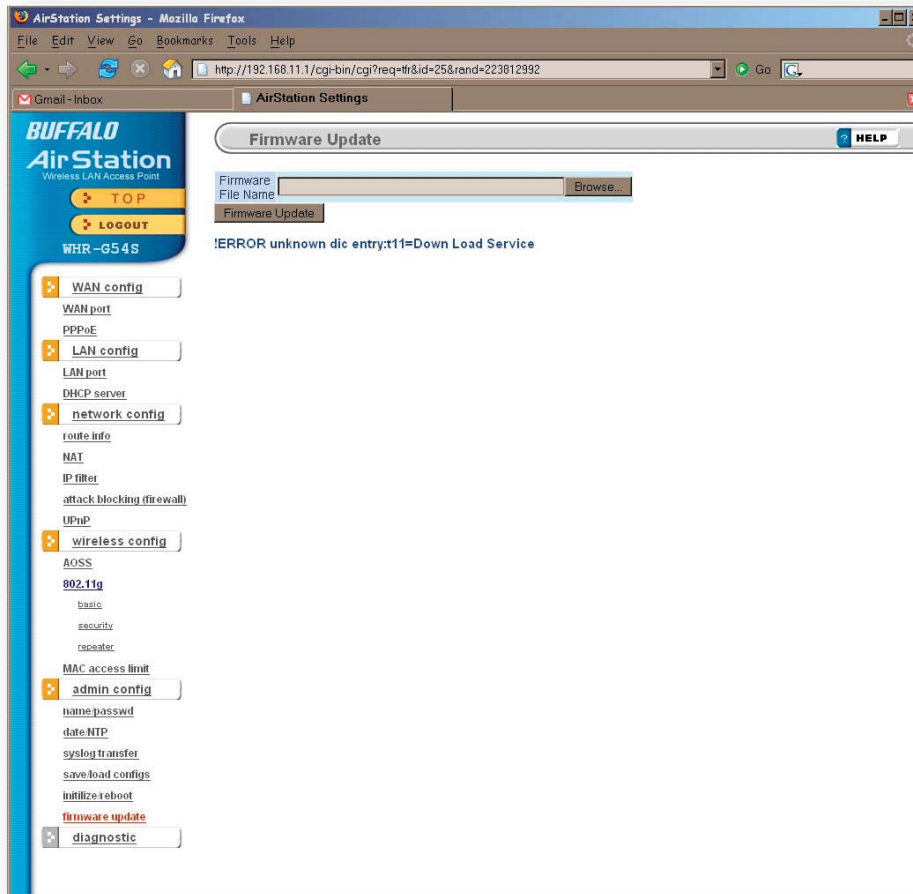 AirStation Settings - Mozilla Firefox
File Edit View Go Bookmarks Tools Help
http://192.168.11.1/cgi-bin/cgi?req=tfr&id=25&rand=223812992
Go
G
Gmail - Inbox
AirStation Settings
BUFFALO
AirStation
Wireless LAN Access Point
TOP
LOGOUT
WHR-G54S
Firmware Update
? HELP
Firmware
File Name
Browse...
Firmware Update
!ERROR unknown dic entry:t11=Down Load Service
WAN config
WAN port
PPPoE
LAN config
LAN port
DHCP server
network config
route info
NAT
IP filter
attack blocking (firewall)
UPnP
wireless config
AOSS
802.11g
basic
security
repeater
MAC access limit
admin config
name/passwd
date/NTP
syslog transfer
save/load configs
initilize/reboot
firmware update
diagnostic